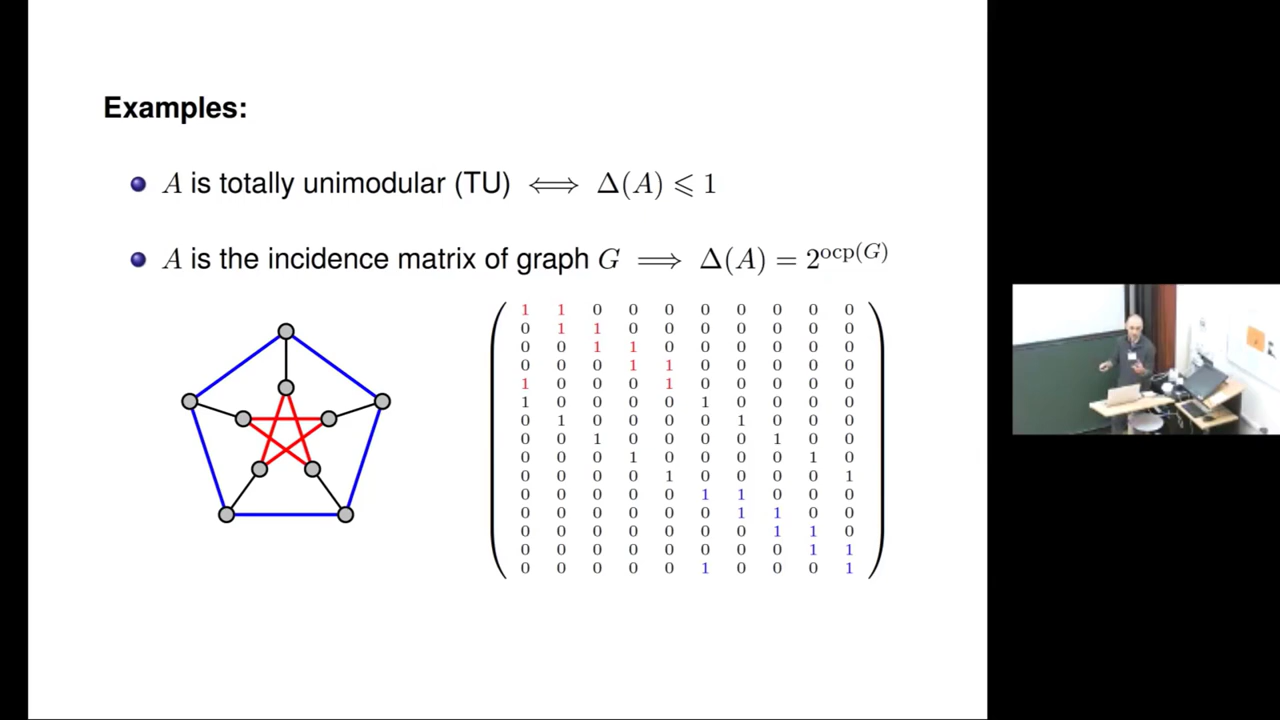 Examples:
A is totally unimodular (TU) ⟺ Δ(A) ⩽ 1
A is the incidence matrix of graph G ⟹ Δ(A) = 2^ocp(G)
1 1 0 0 0 0 0 0 0 0
0 1 1 0 0 0 0 0 0 0
0 0 1 1 0 0 0 0 0 0
0 0 0 1 1 0 0 0 0 0
1 0 0 0 1 0 0 0 0 0
1 0 0 0 0 1 0 0 0 0
0 1 0 0 0 0 1 0 0 0
0 0 1 0 0 0 0 1 0 0
0 0 0 1 0 0 0 0 1 0
0 0 0 0 1 0 0 0 0 1
0 0 0 0 0 1 1 0 0 0
0 0 0 0 0 0 1 1 0 0
0 0 0 0 0 0 0 1 1 0
0 0 0 0 0 0 0 0 1 1
0 0 0 0 0 1 0 0 0 1